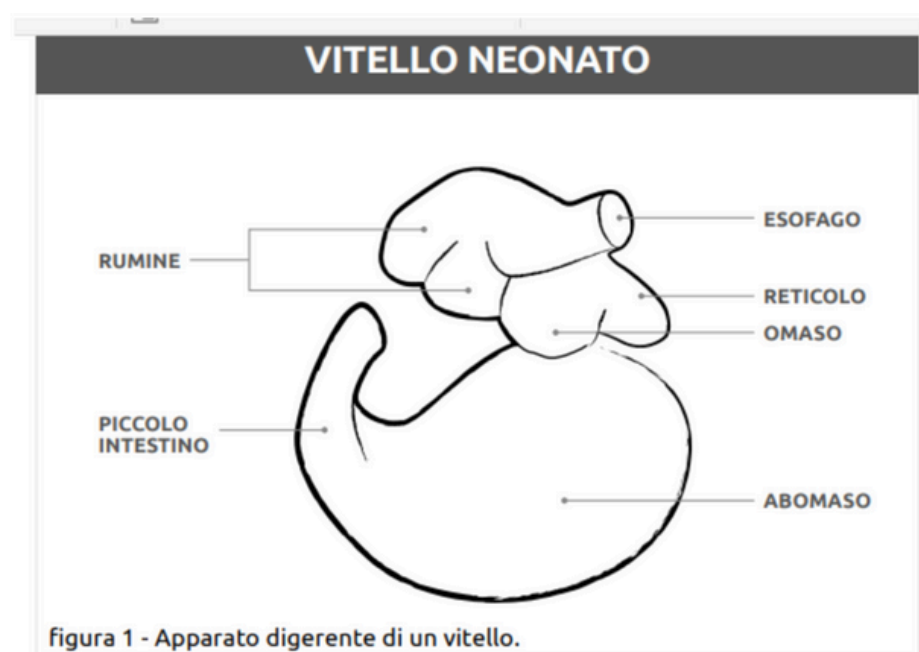 VITELLO NEONATO
ESOFAGO
RUMINE
RETICOLO
OMASO
PICCOLO
INTESTINO
ABOMASO
figura 1 - Apparato digerente di un vitello.